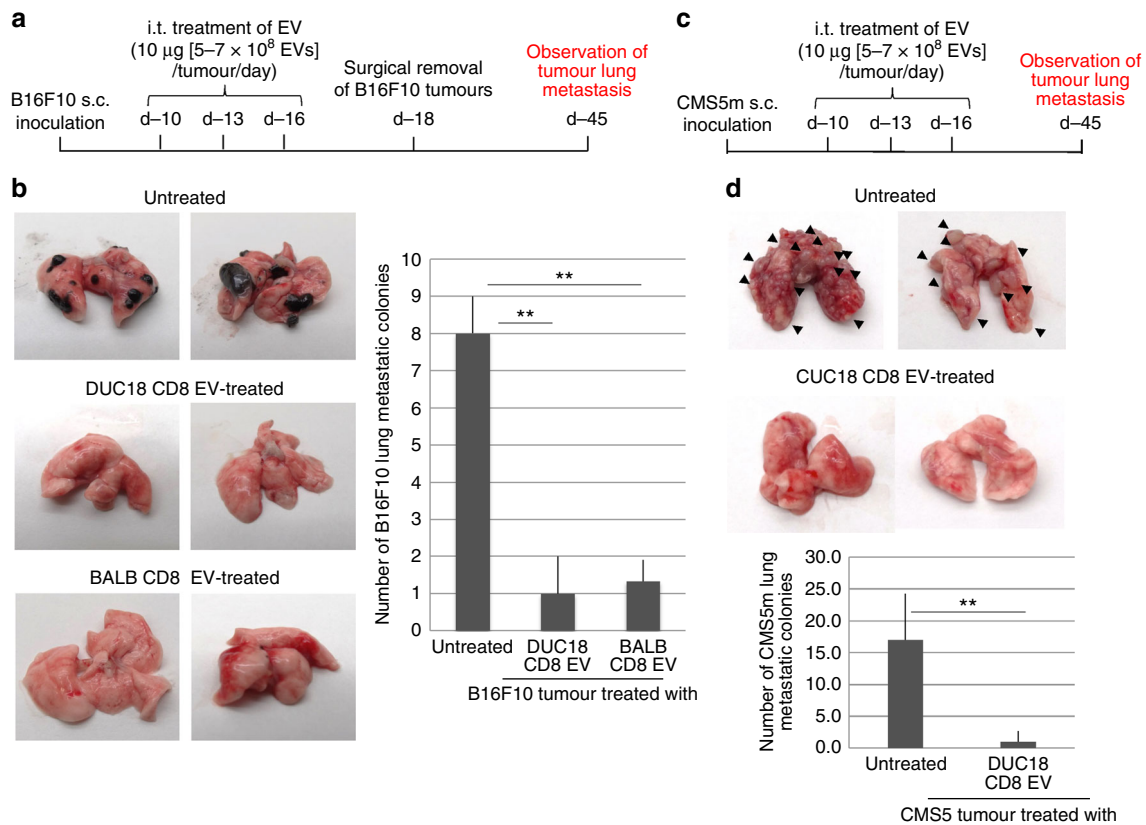 a
i.t. treatment of EV
(10 μg [5–7 × 10⁸ EVs]
/tumour/day)
B16F10 s.c.
inoculation
d–10
d–13
d–16
Surgical removal
of B16F10 tumours
d–18
Observation of
tumour lung
metastasis
d–45
b
Untreated
DUC18 CD8 EV-treated
BALB CD8 EV-treated
Number of B16F10 lung metastatic colonies
10
9
8
7
6
5
4
3
2
1
0
**
**
Untreated
DUC18
CD8 EV
BALB
CD8 EV
B16F10 tumour treated with
c
i.t. treatment of EV
(10 μg [5–7 × 10⁸ EVs]
/tumour/day)
CMS5m s.c.
inoculation
d–10
d–13
d–16
Observation of
tumour lung
metastasis
d–45
d
Untreated
CUC18 CD8 EV-treated
Number of CMS5m lung
metastatic colonies
30.0
25.0
20.0
15.0
10.0
5.0
0.0
**
Untreated
DUC18
CD8 EV
CMS5 tumour treated with